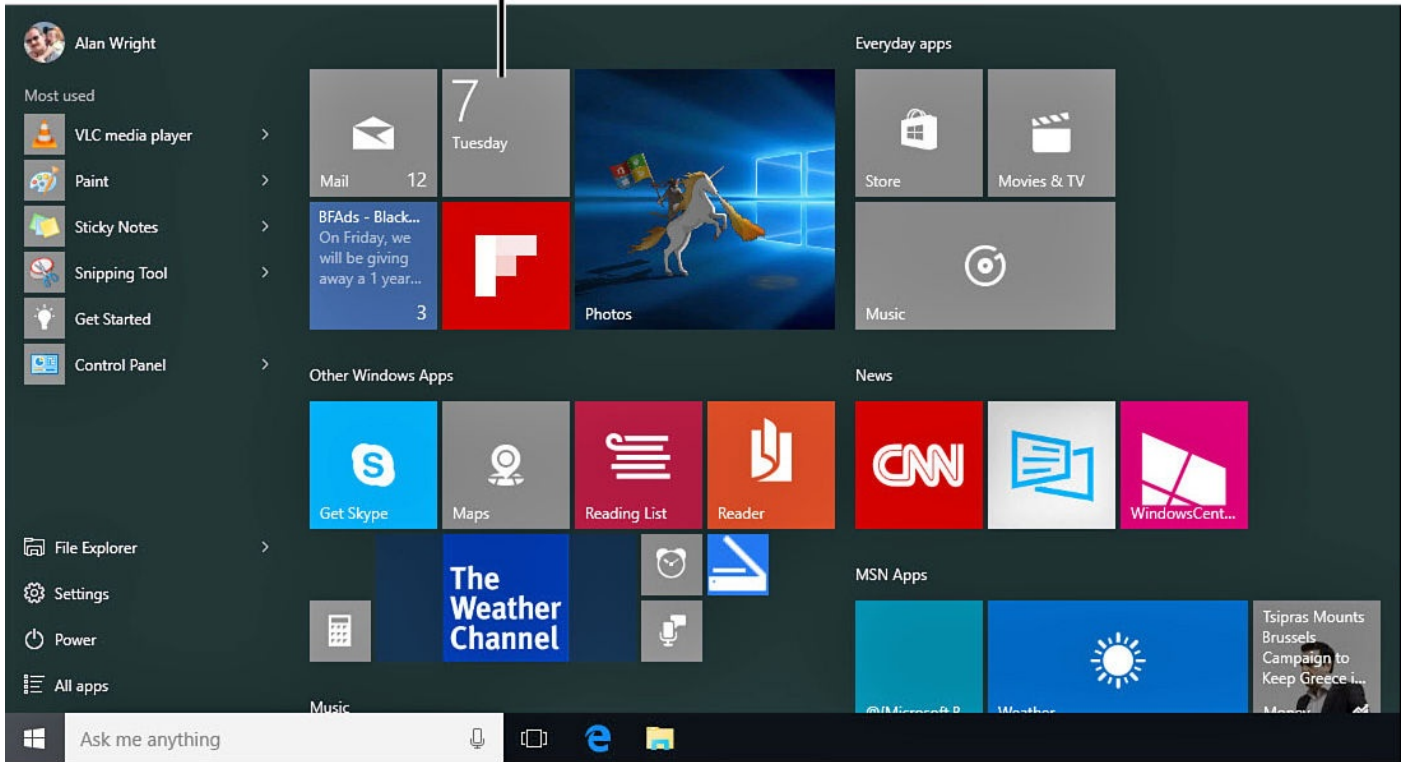 Alan Wright
Most used
VLC media player
Paint
Sticky Notes
Snipping Tool
Get Started
Control Panel
File Explorer
Settings
Power
All apps
Mail 12
7
Tuesday
BFAds - Black...
On Friday, we
will be giving
away a 1 year...
3
Photos
Everyday apps
Store
Movies & TV
Music
Other Windows Apps
S
Get Skype
Maps
Reading List
Reader
The
Weather
Channel
Music
News
CNN
WindowsCent...
MSN Apps
Weather
Tsipras Mounts
Brussels
Campaign to
Keep Greece i...
Money
Ask me anything